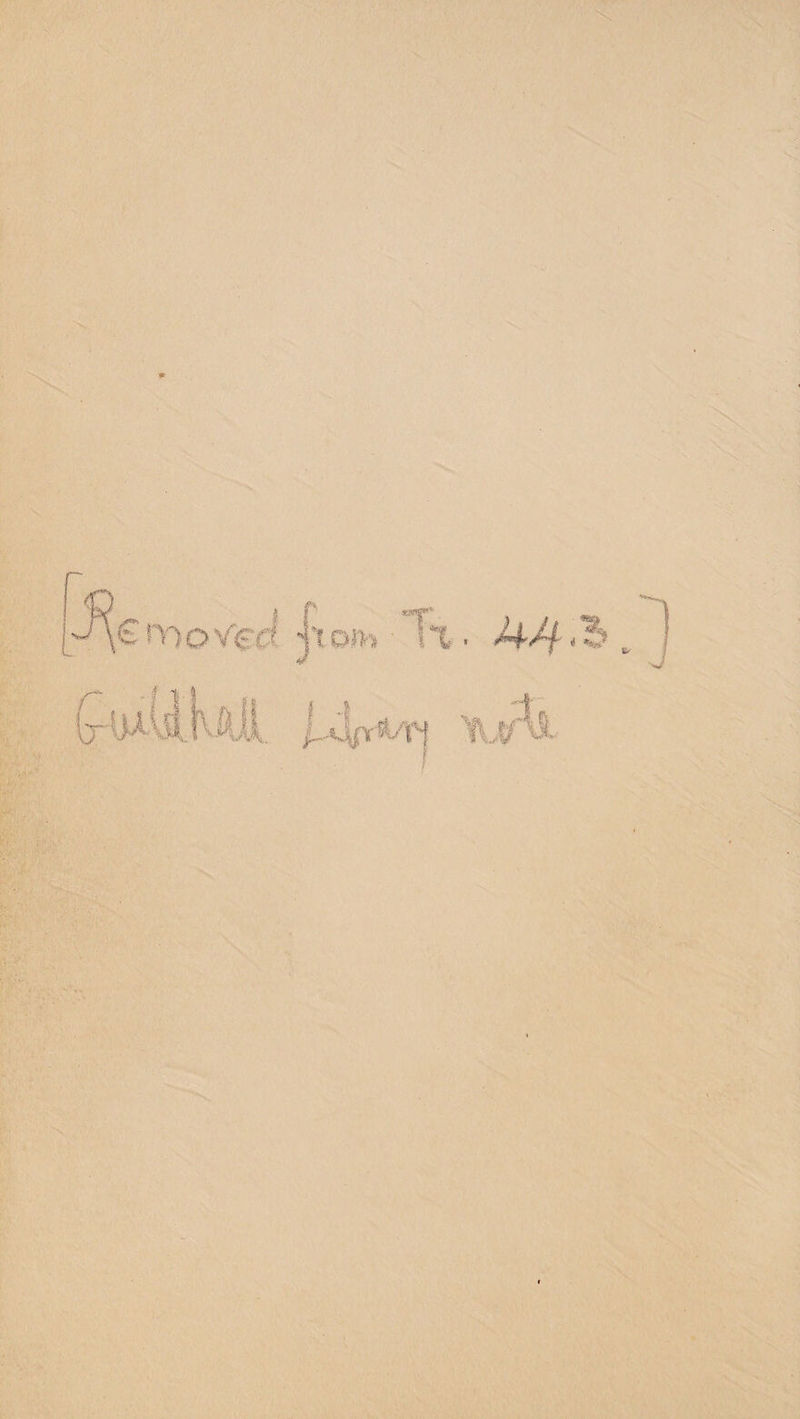 [Removed from Tr. 44.3.]
Guildhall Library note